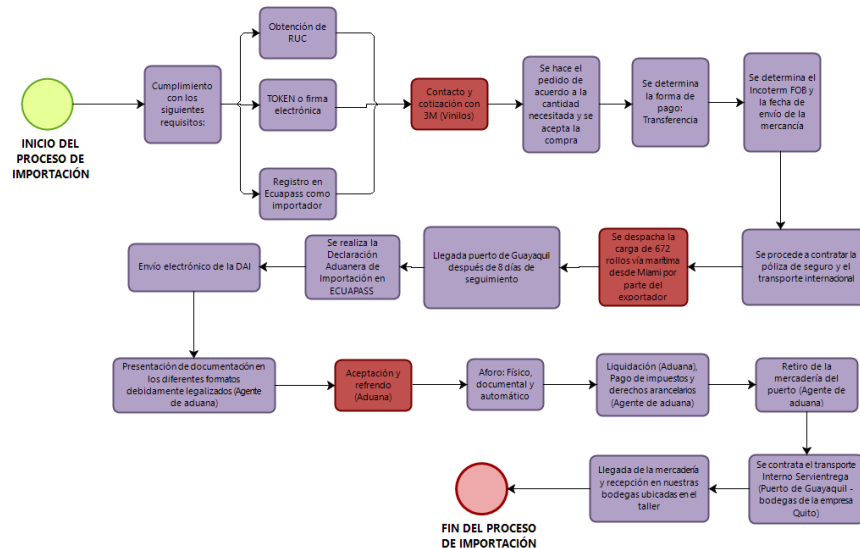 INICIO DEL
PROCESO DE
IMPORTACIÓN
Cumplimiento
con los
siguientes
requisitos:
Obtención de
RUC
TOKEN o firma
electrónica
Registro en
Ecuapass como
importador
Contacto y
cotización con
3M (Vinilos)
Se hace el
pedido de
acuerdo a la
cantidad
necesitada y se
acepta la
compra
Se determina
la forma de
pago:
Transferencia
Se determina el
Incoterm FOB y
la fecha de
envío de la
mercancía
Se procede a contratar la
póliza de seguro y el
transporte internacional
Se despacha la
carga de 672
rollos vía marítima
desde Miami por
parte del
exportador
Llegada puerto de Guayaquil
después de 8 días de
seguimiento
Se realiza la
Declaración
Aduanera de
Importación en
ECUAPASS
Envío electrónico de la DAI
Presentación de documentación en
los diferentes formatos
debidamente legalizados (Agente
de aduana)
Aceptación y
refrendo
(Aduana)
Aforo: Físico,
documental y
automático
Liquidación (Aduana),
Pago de impuestos y
derechos arancelarios
(Agente de aduana)
Retiro de la
mercadería del
puerto (Agente de
aduana)
Se contrata el transporte
Interno Servientrega
(Puerto de Guayaquil -
bodegas de la empresa
Quito)
Llegada de la mercadería
y recepción en nuestras
bodegas ubicadas en el
taller
FIN DEL PROCESO
DE IMPORTACIÓN